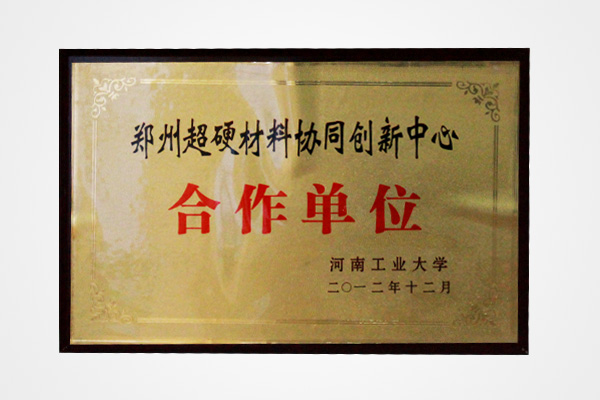 郑州超硬材料协同创新中心
合作单位
河南工业大学
二〇一二年十二月